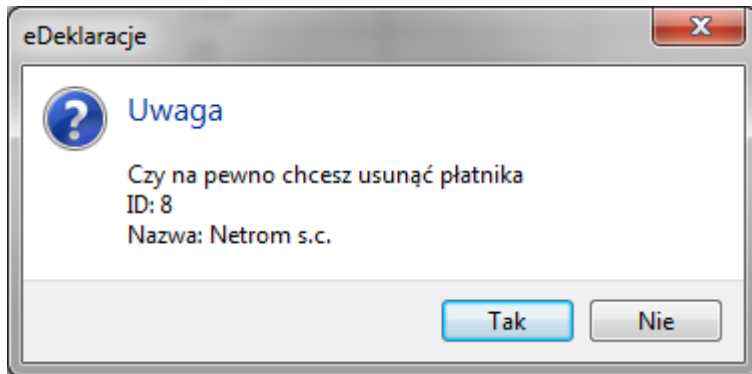 eDeklaracje
Uwaga
Czy na pewno chcesz usunąć płatnika
ID: 8
Nazwa: Netrom s.c.
Tak
Nie